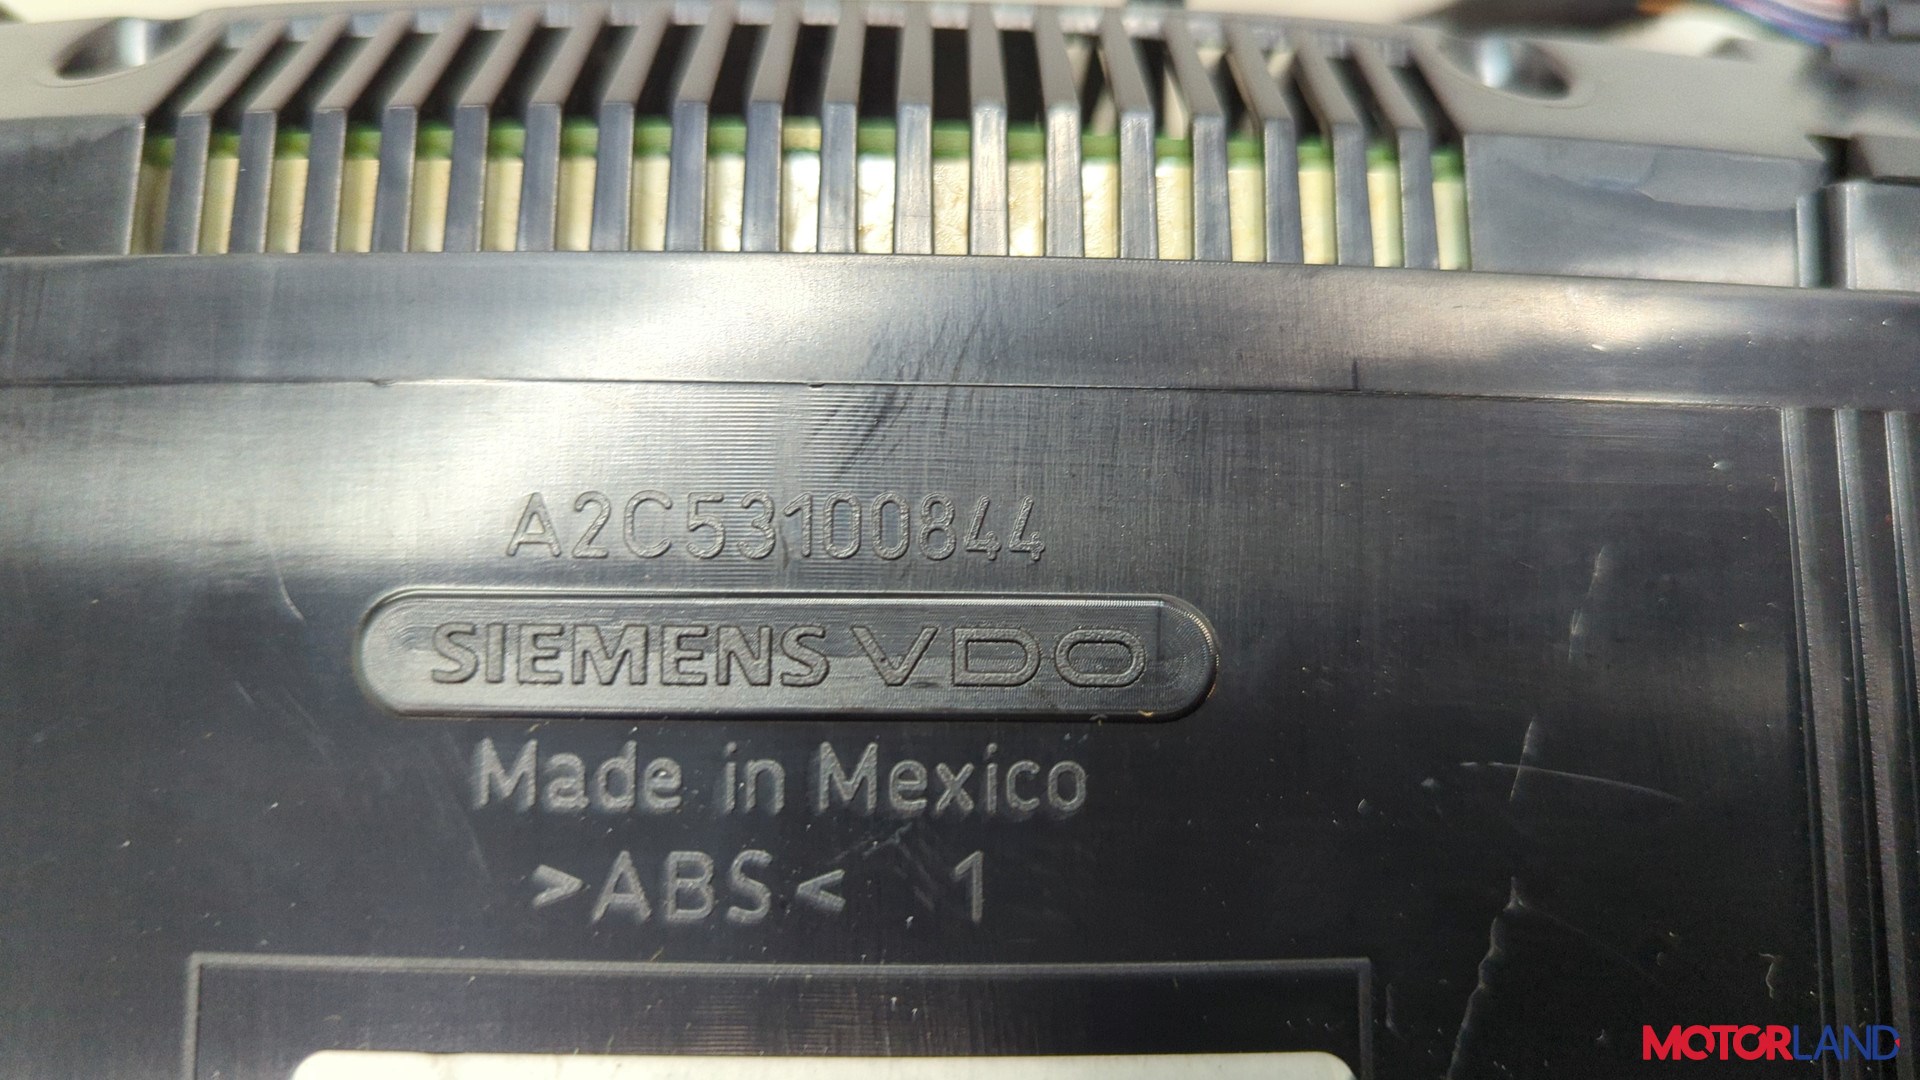 A2C53100844
SIEMENS VDO
Made in Mexico
>ABS< 1
MOTORLAND